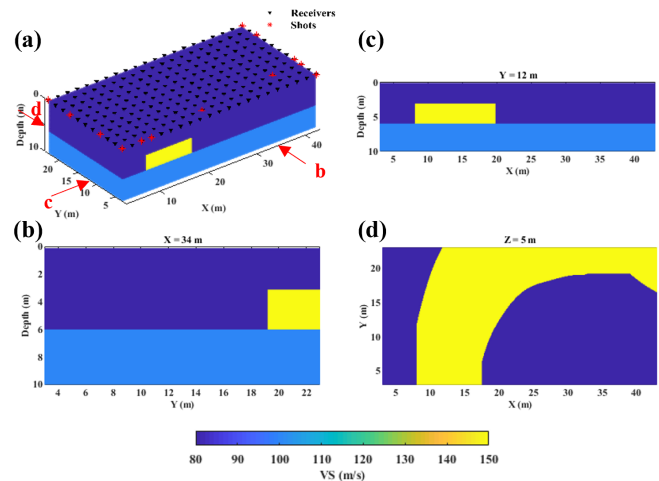 (a)
Receivers
Shots
0
5
10
Depth (m)
d
20
15
10
5
Y (m)
c
10
20
30
40
X (m)
b
(c)
Y = 12 m
0
5
10
Depth (m)
5 10 15 20 25 30 35 40
X (m)
(b)
X = 34 m
0
2
4
6
8
10
Depth (m)
4 6 8 10 12 14 16 18 20 22
Y (m)
(d)
Z = 5 m
20
15
10
5
Y (m)
5 10 15 20 25 30 35 40
X (m)
80 90 100 110 120 130 140 150
VS (m/s)